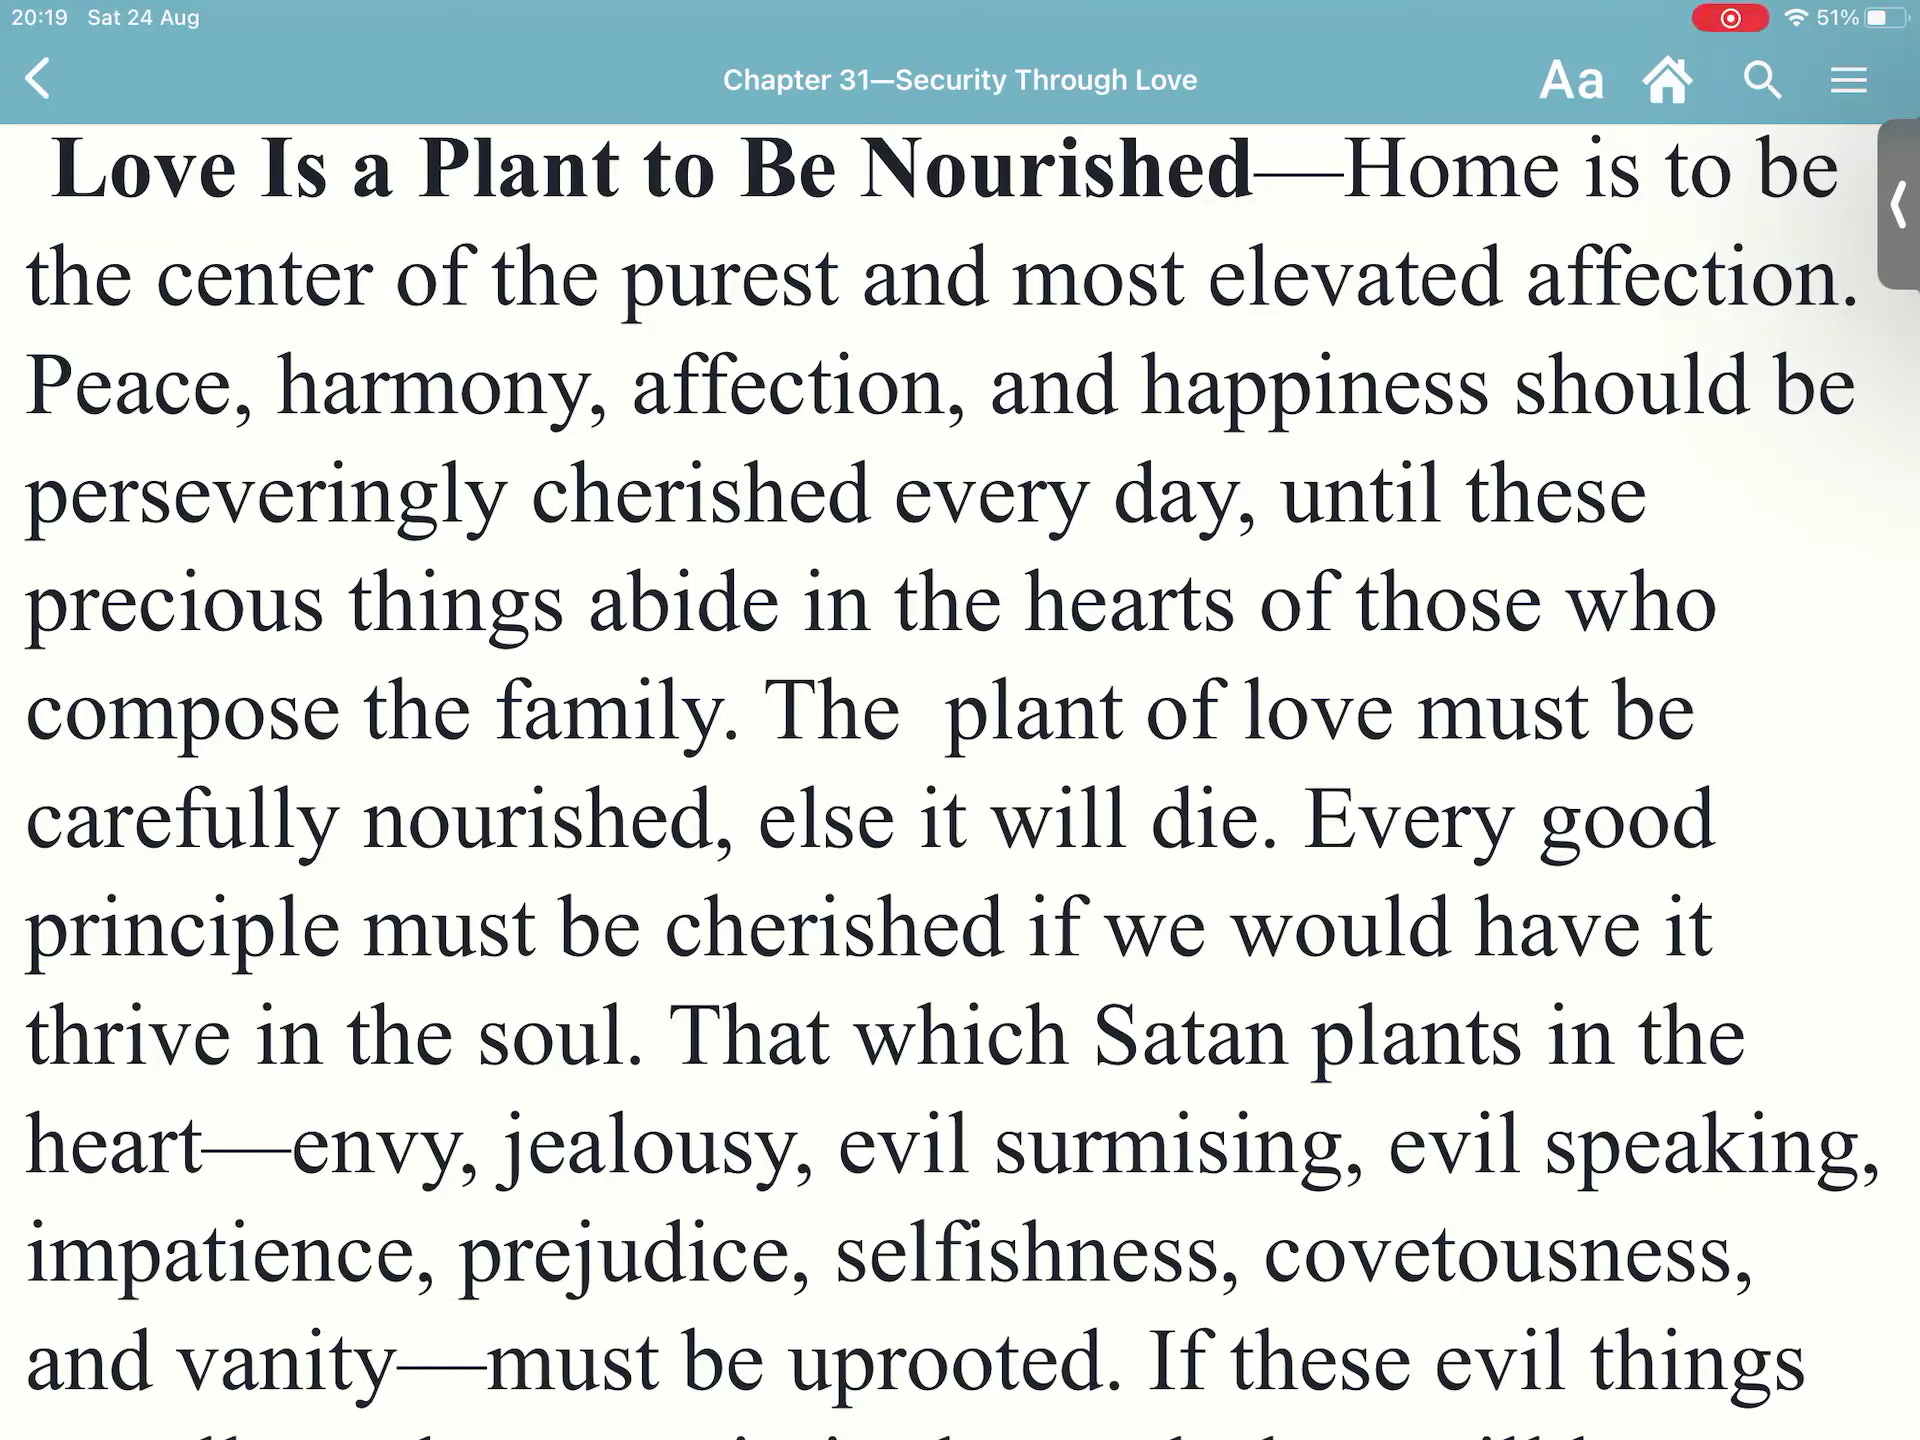 20:19 Sat 24 Aug 51%
Chapter 31—Security Through Love Aa
Love Is a Plant to Be Nourished—Home is to be
the center of the purest and most elevated affection.
Peace, harmony, affection, and happiness should be
perseveringly cherished every day, until these
precious things abide in the hearts of those who
compose the family. The plant of love must be
carefully nourished, else it will die. Every good
principle must be cherished if we would have it
thrive in the soul. That which Satan plants in the
heart—envy, jealousy, evil surmising, evil speaking,
impatience, prejudice, selfishness, covetousness,
and vanity—must be uprooted. If these evil things